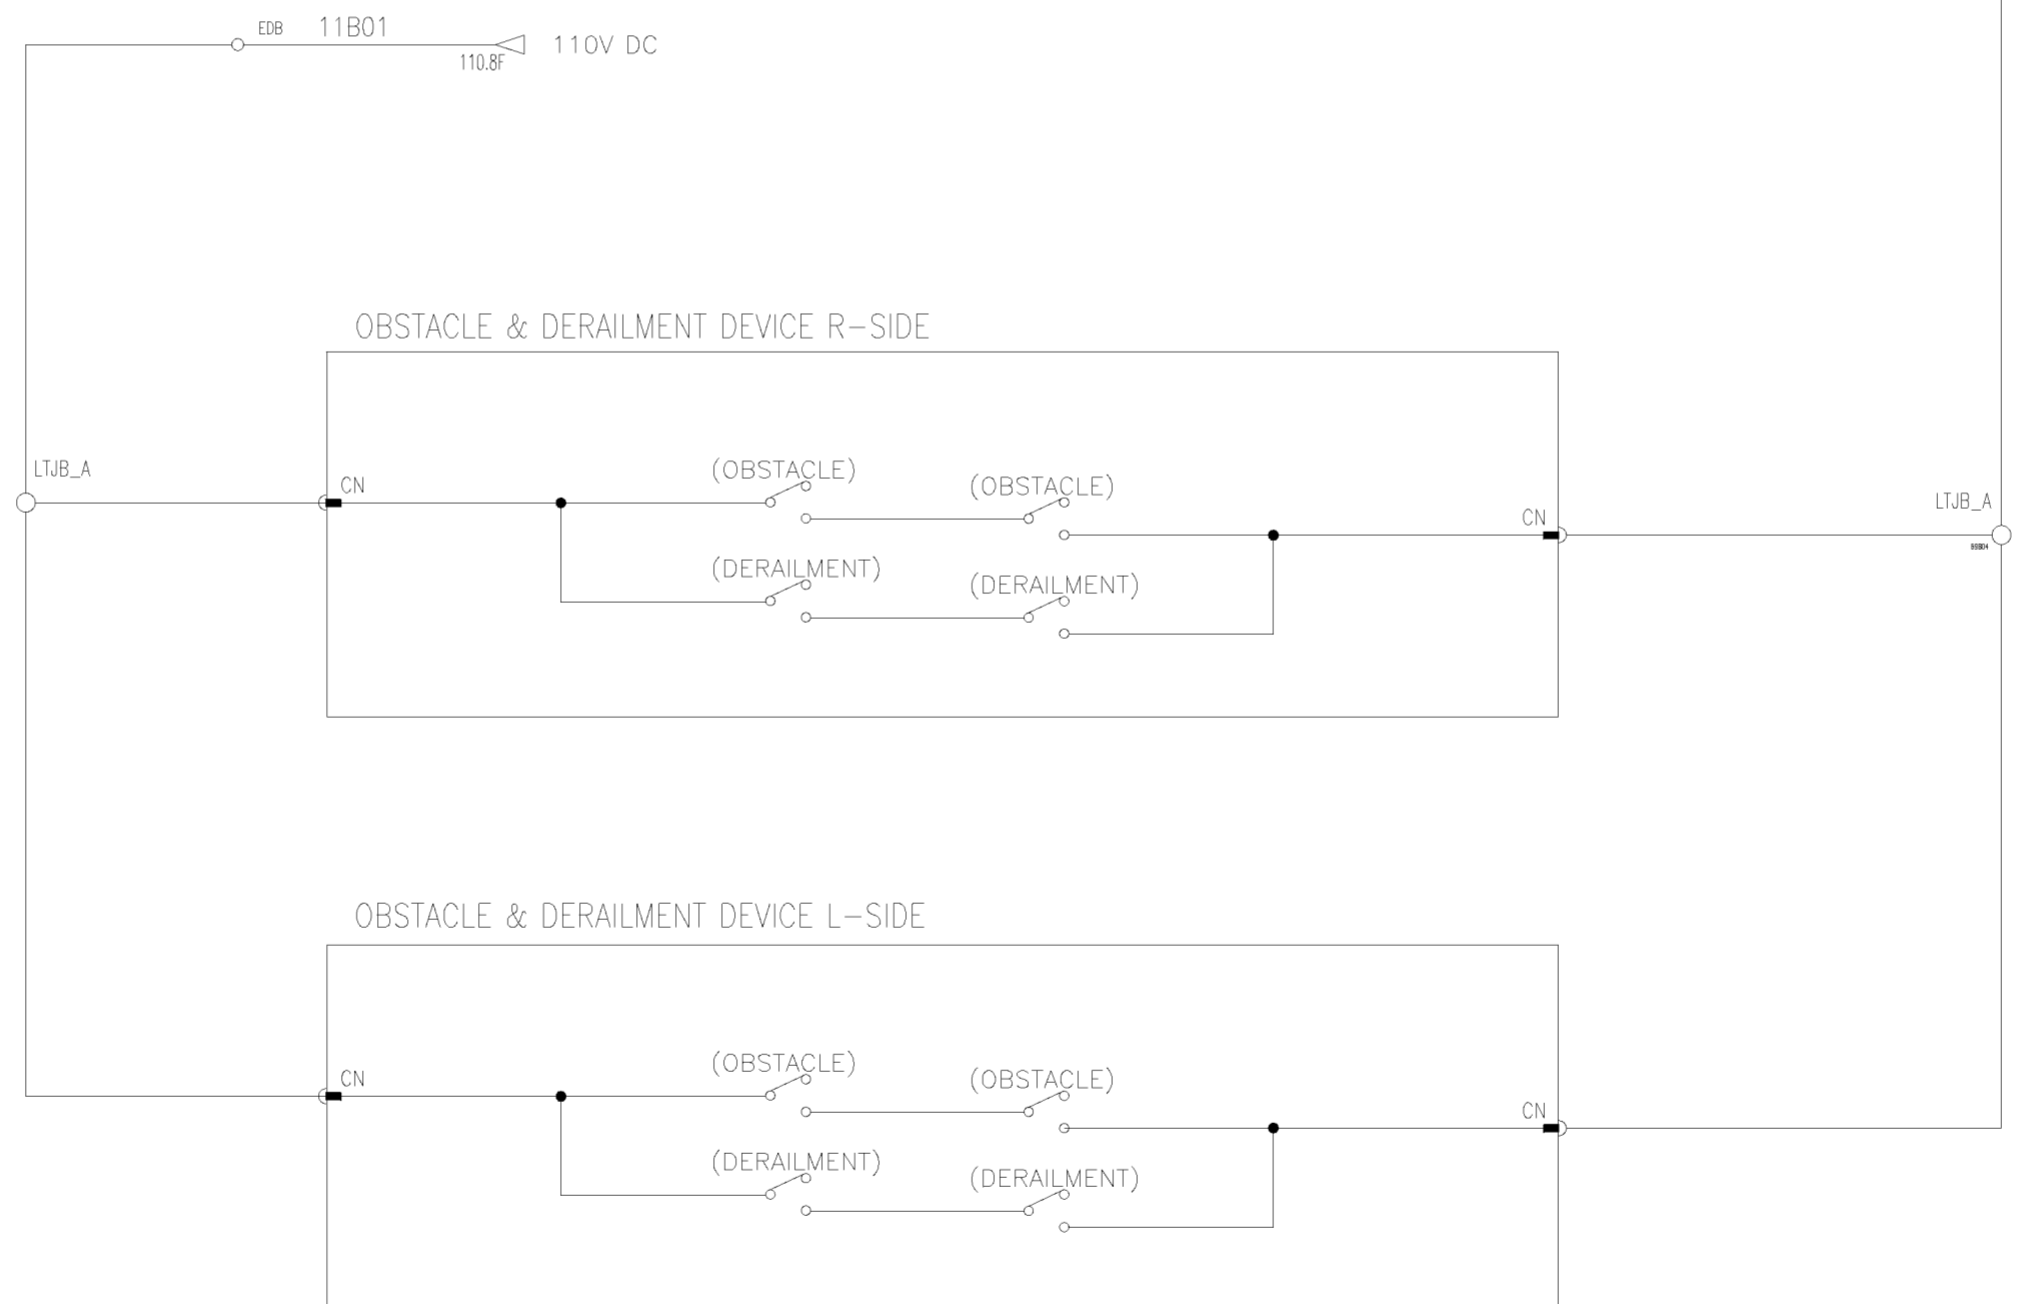 EDB 11B01
110.8F
110V DC
OBSTACLE & DERAILMENT DEVICE R-SIDE
LTJB_A
CN
(OBSTACLE)
(OBSTACLE)
(DERAILMENT)
(DERAILMENT)
CN
LTJB_A
OBSTACLE & DERAILMENT DEVICE L-SIDE
CN
(OBSTACLE)
(OBSTACLE)
(DERAILMENT)
(DERAILMENT)
CN